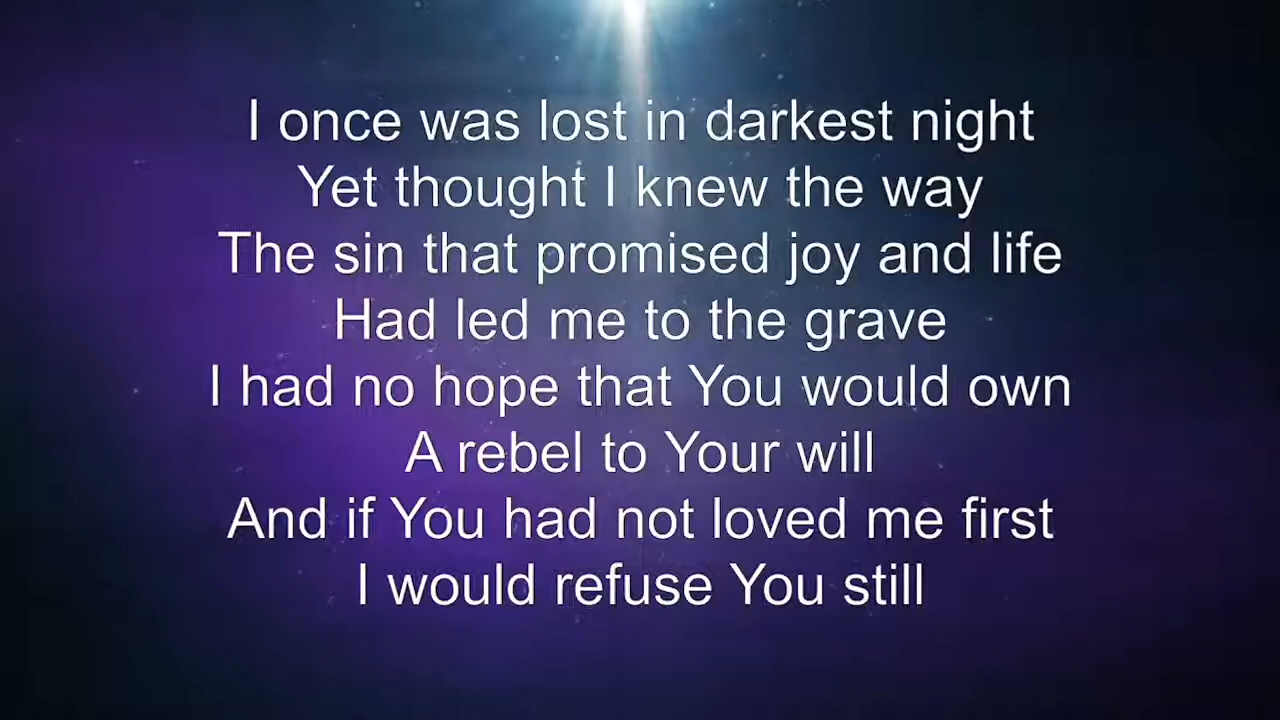 I once was lost in darkest night
Yet thought I knew the way
The sin that promised joy and life
Had led me to the grave
I had no hope that You would own
A rebel to Your will
And if You had not loved me first
I would refuse You still